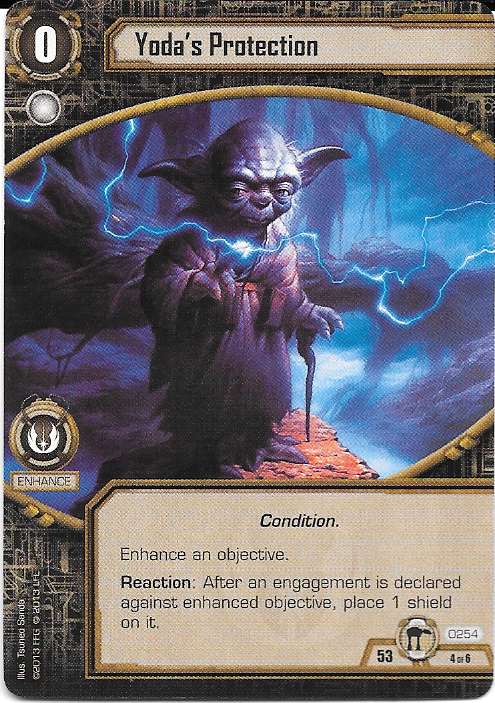 0
Yoda's Protection
ENHANCE
Condition.
Enhance an objective.
Reaction: After an engagement is declared
against enhanced objective, place 1 shield
on it.
0254
53
4 OF 6
Illus. Tsuneo Sanda
©2013 FFG © 2013 LFL